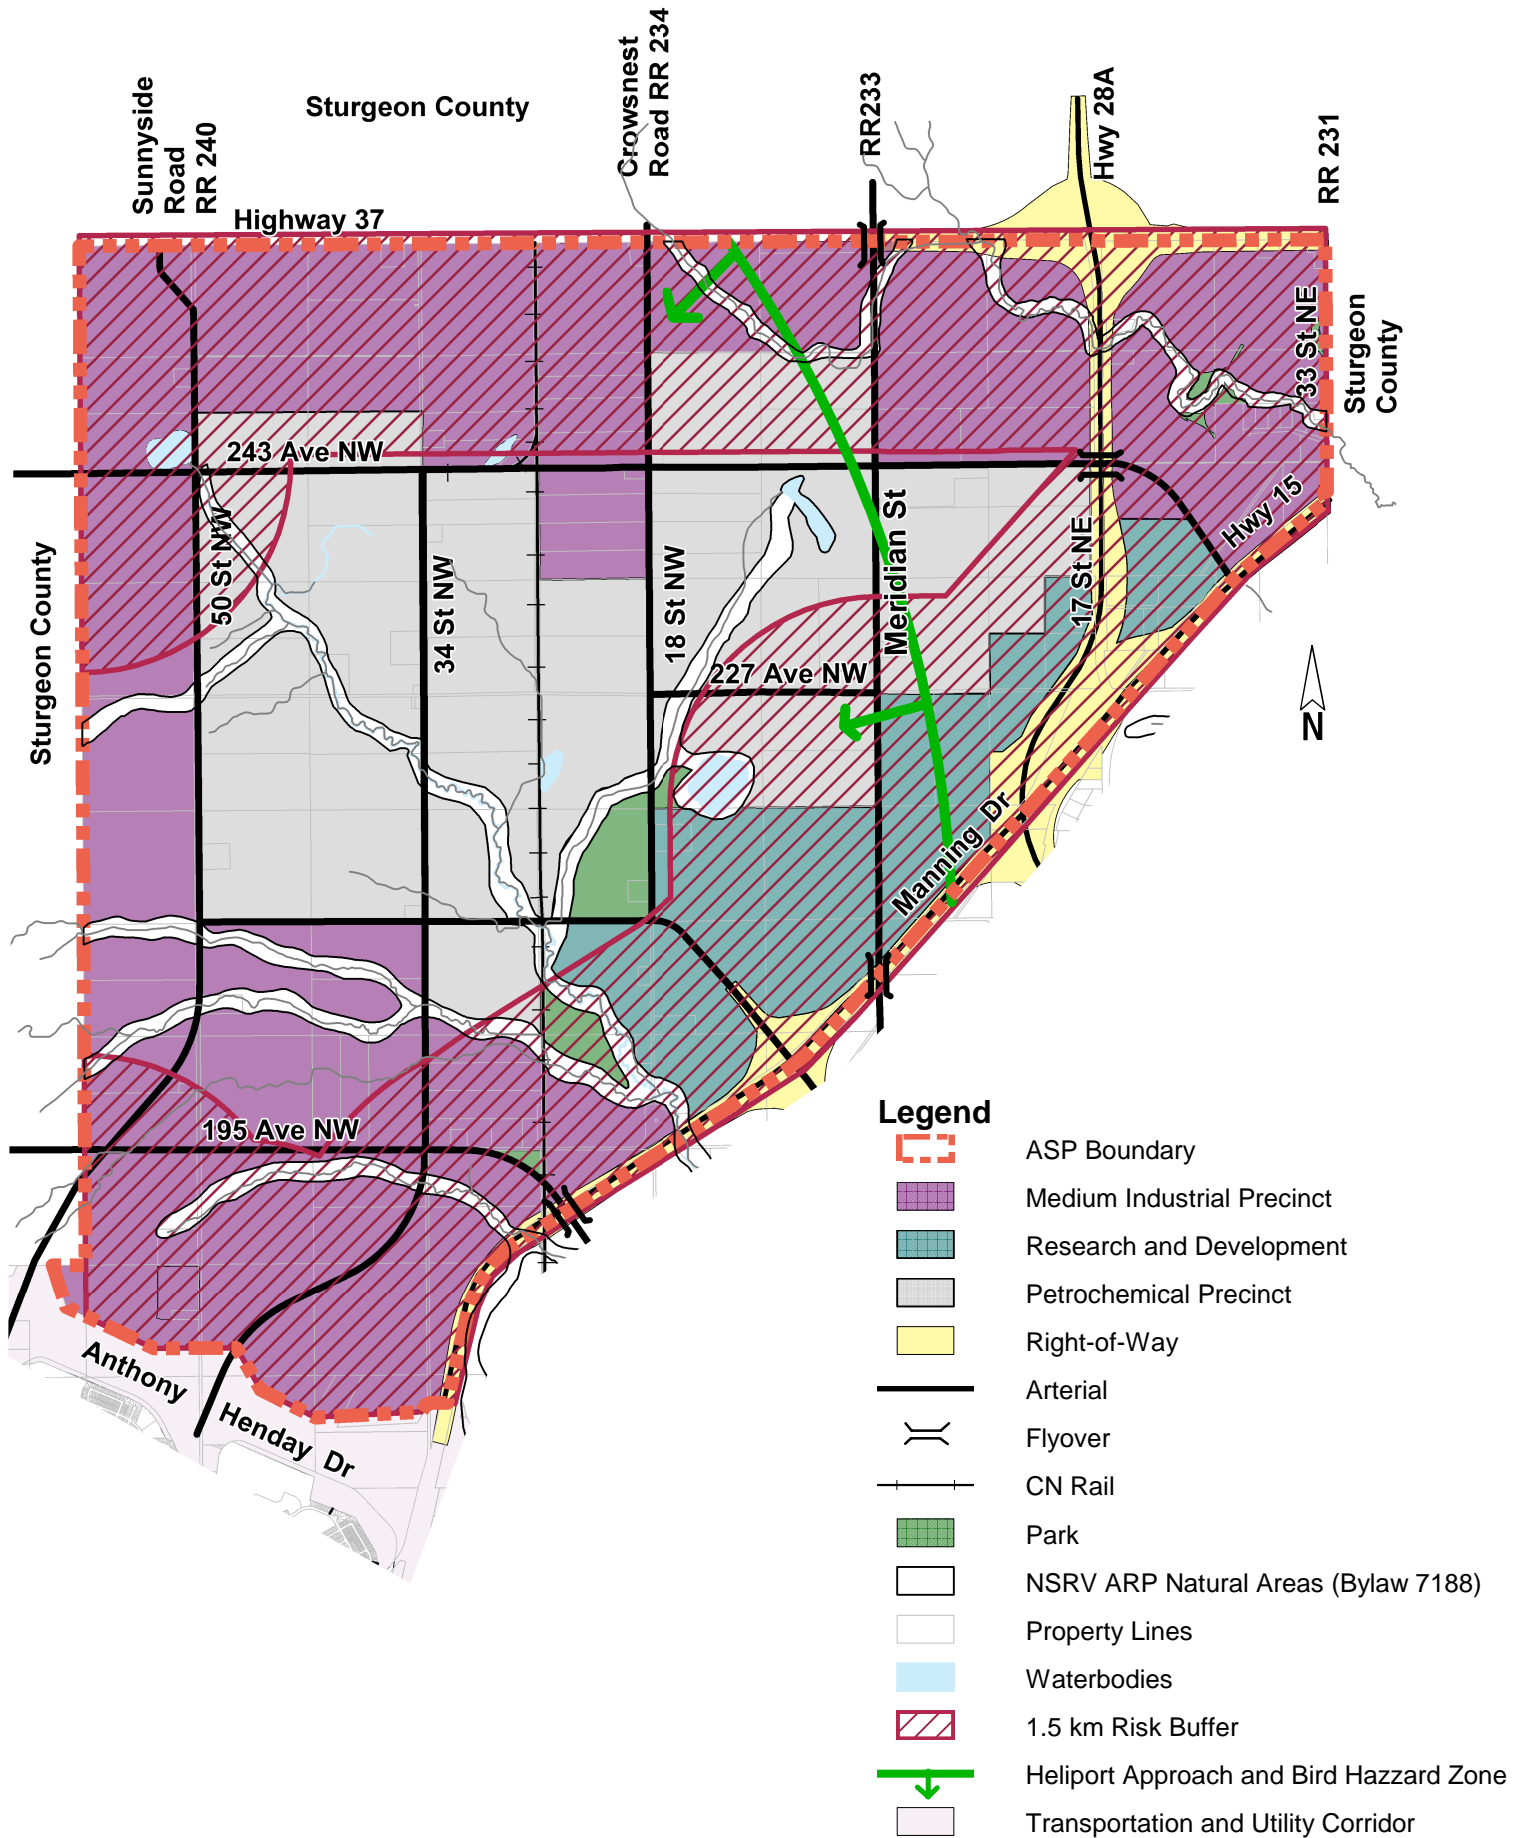 Sturgeon County
Sunnyside
Road
RR 240
Crowsnest
Road RR 234
RR233
Hwy 28A
RR 231
Highway 37
33 St NE
Sturgeon
County
243 Ave NW
Hwy 15
Sturgeon County
50 St NW
34 St NW
18 St NW
Meridian St
17 St NE
227 Ave NW
N
Manning Dr
195 Ave NW
Anthony
Henday Dr
Legend
ASP Boundary
Medium Industrial Precinct
Research and Development
Petrochemical Precinct
Right-of-Way
Arterial
Flyover
CN Rail
Park
NSRV ARP Natural Areas (Bylaw 7188)
Property Lines
Waterbodies
1.5 km Risk Buffer
Heliport Approach and Bird Hazzard Zone
Transportation and Utility Corridor